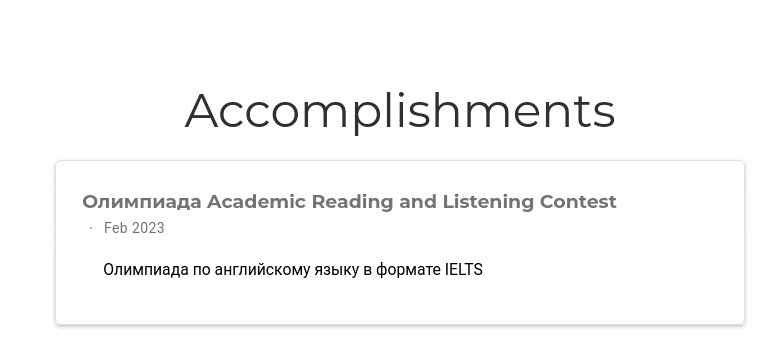 Accomplishments
Олимпиада Academic Reading and Listening Contest
· Feb 2023
Олимпиада по английскому языку в формате IELTS